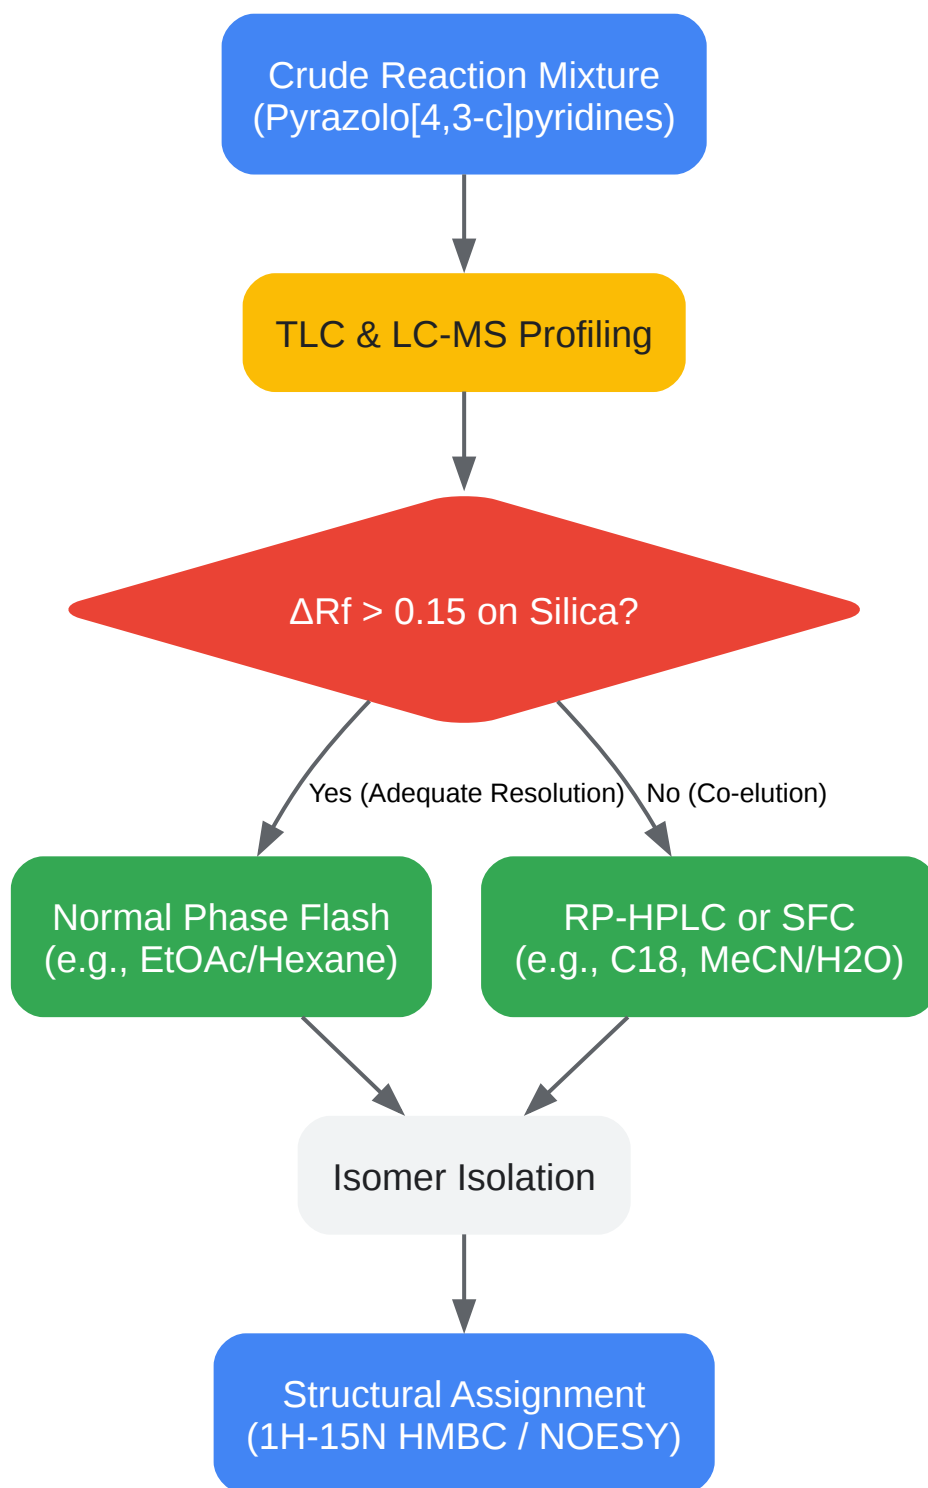 Crude Reaction Mixture
(Pyrazolo[4,3-c]pyridines)
TLC & LC-MS Profiling
ΔRf > 0.15 on Silica?
Yes (Adequate Resolution)
No (Co-elution)
Normal Phase Flash
(e.g., EtOAc/Hexane)
RP-HPLC or SFC
(e.g., C18, MeCN/H2O)
Isomer Isolation
Structural Assignment
(1H-15N HMBC / NOESY)